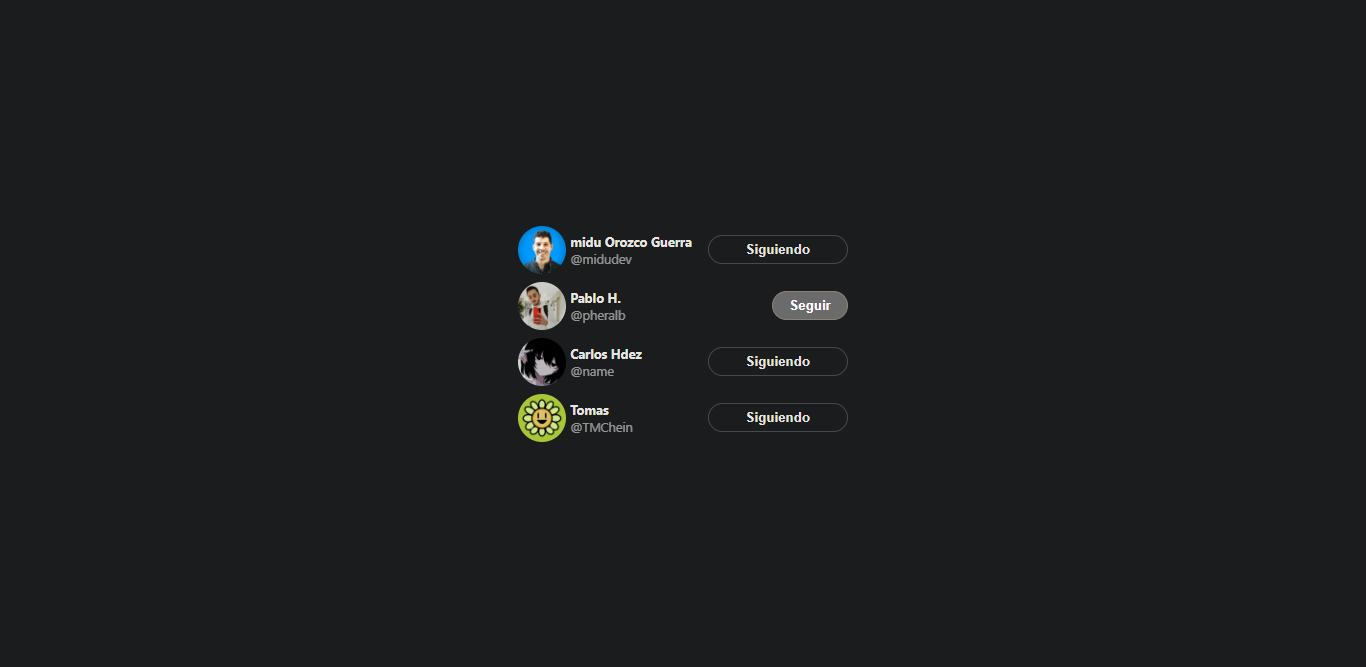 midu Orozco Guerra
@midudev
Siguiendo
Pablo H.
@pheralb
Seguir
Carlos Hdez
@name
Siguiendo
Tomas
@TMChein
Siguiendo